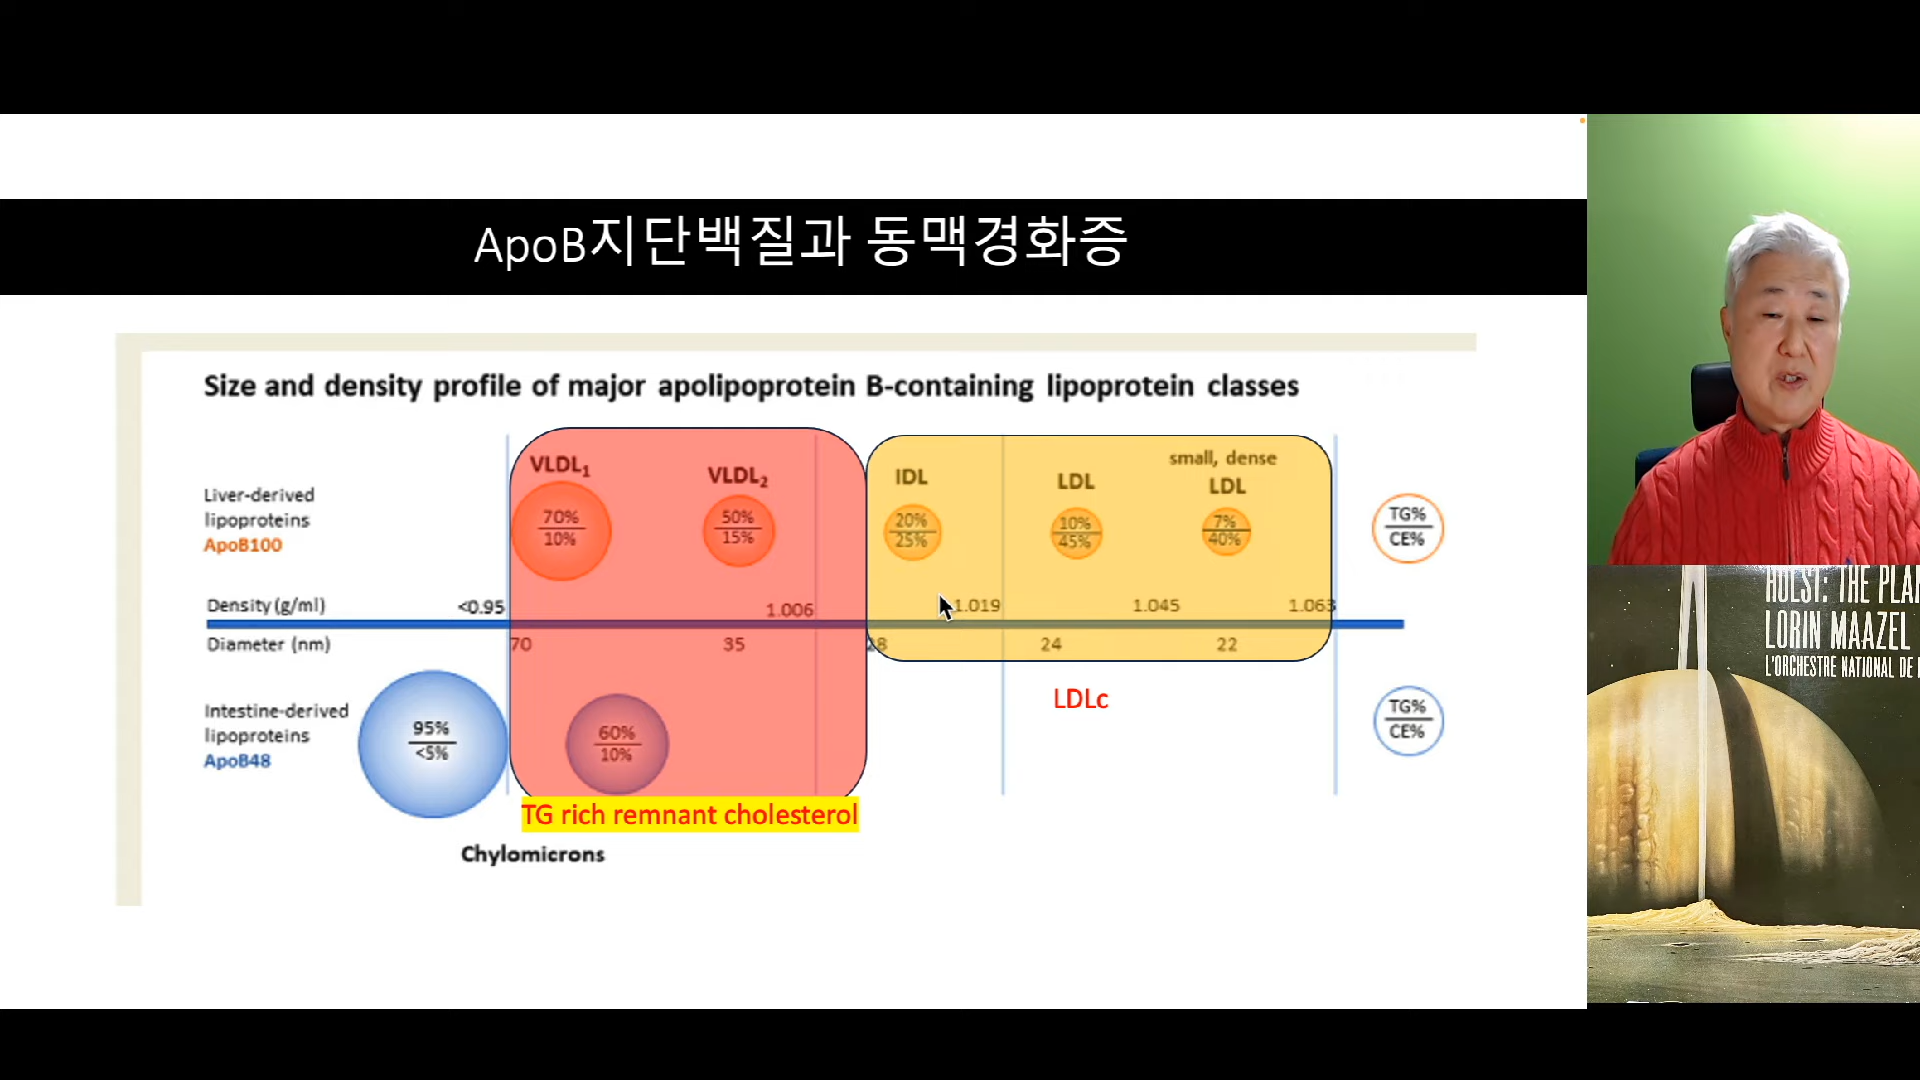 ApoB지단백질과 동맥경화증
Size and density profile of major apolipoprotein B-containing lipoprotein classes
VLDL₁
VLDL₂
IDL
LDL
small, dense
LDL
Liver-derived
lipoproteins
ApoB100
70%
10%
50%
15%
20%
25%
10%
45%
7%
40%
TG%
CE%
Density (g/ml)
<0.95
1.006
1.019
1.045
1.063
Diameter (nm)
70
35
28
24
22
LDLc
Intestine-derived
lipoproteins
ApoB48
95%
<5%
60%
10%
TG%
CE%
TG rich remnant cholesterol
Chylomicrons
HOLST: THE PLA
LORIN MAAZEL
L'ORCHESTRE NATIONAL DE